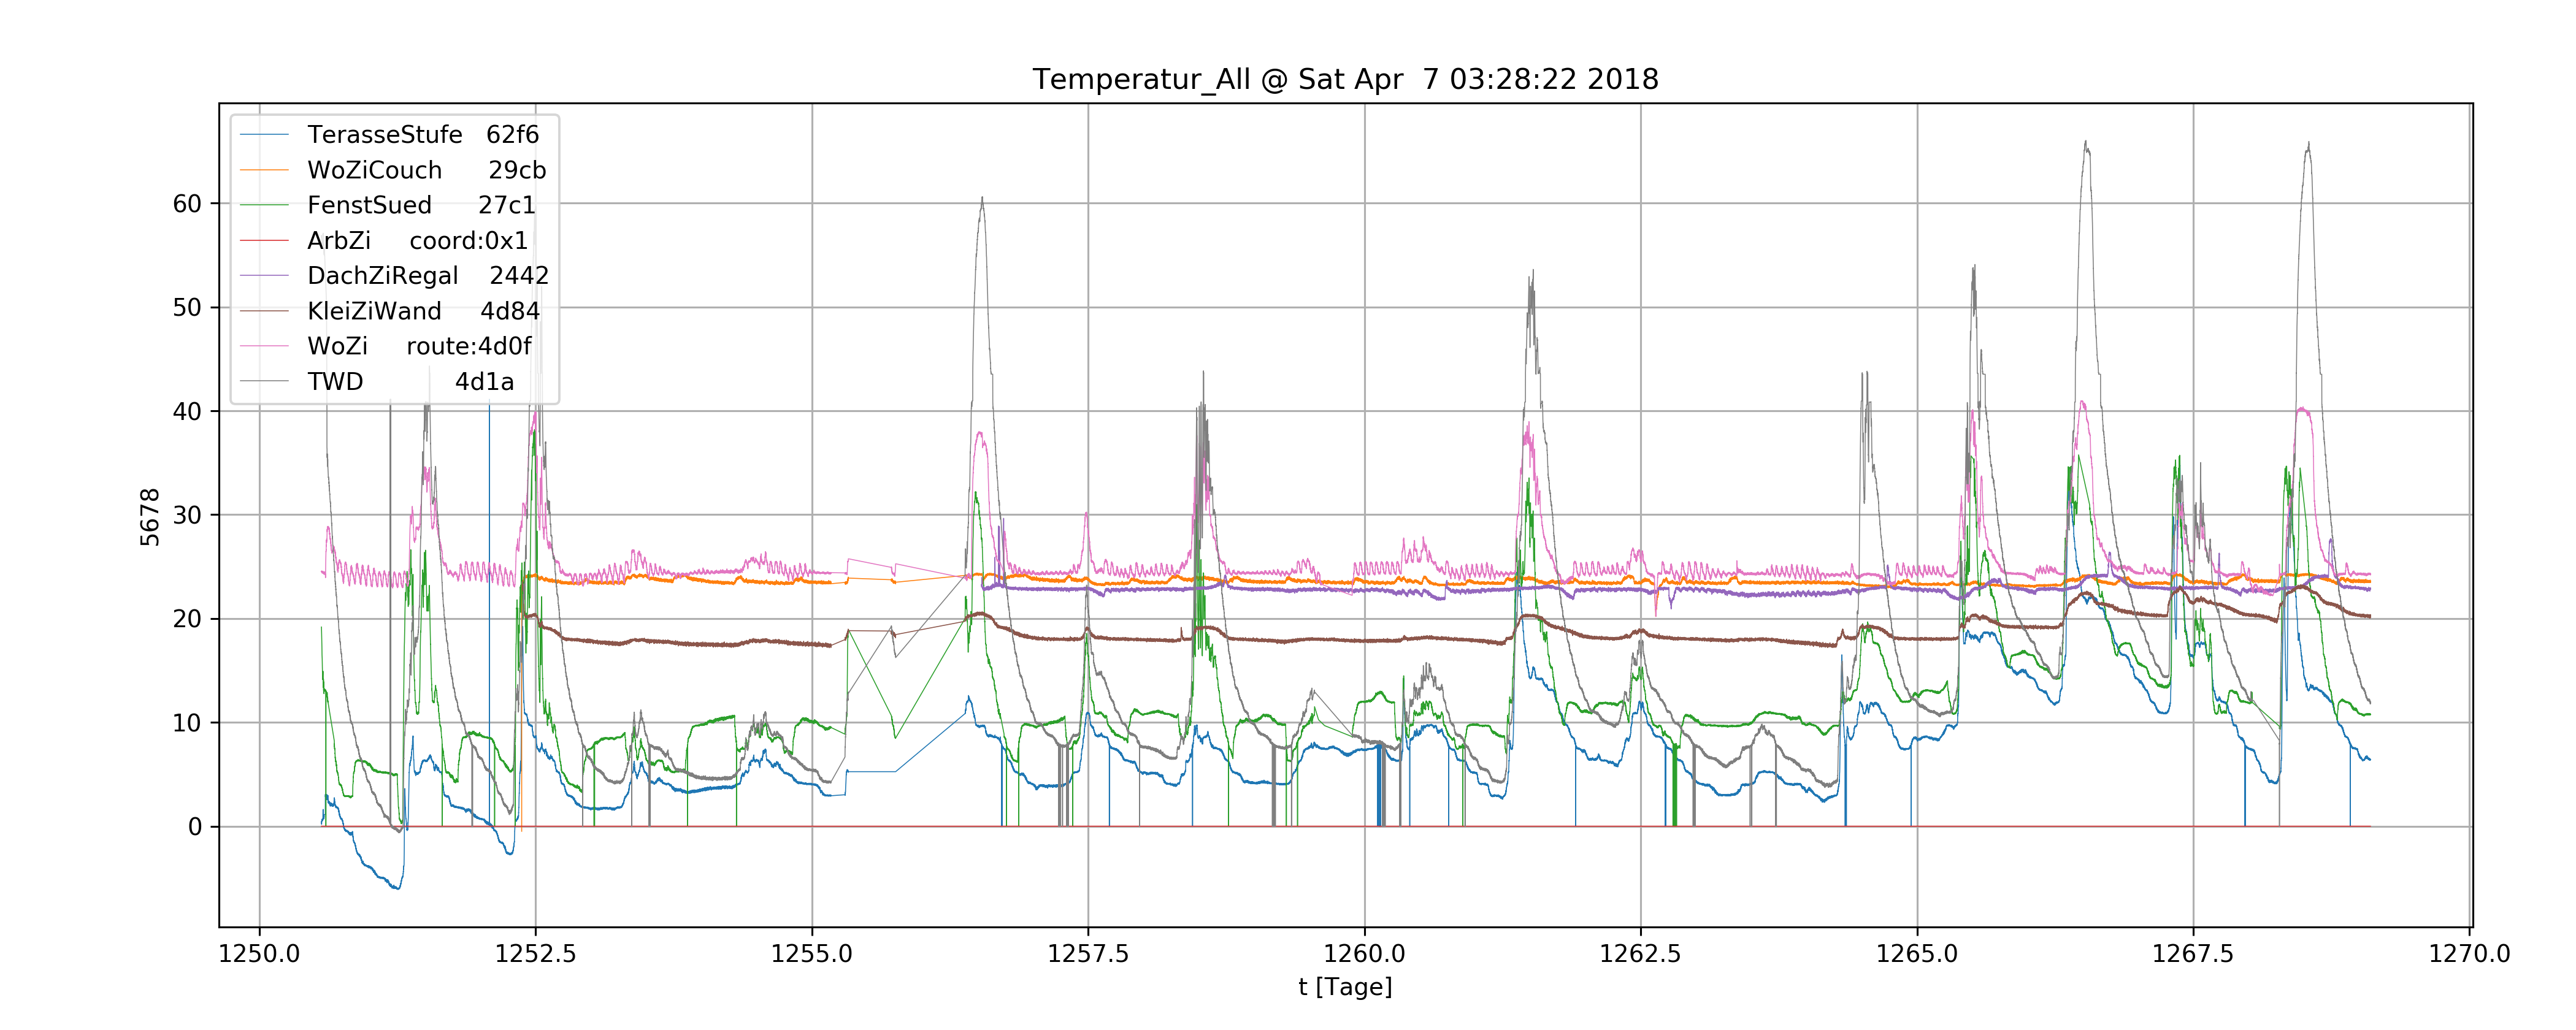 Temperatur_All @ Sat Apr  7 03:28:22 2018
TerasseStufe   62f6
WoZiCouch      29cb
FenstSued      27c1
ArbZi     coord:0x1
DachZiRegal    2442
KleiZiWand     4d84
WoZi     route:4d0f
TWD            4d1a
60
50
40
30
20
10
0
5678
1250.0 1252.5 1255.0 1257.5 1260.0 1262.5 1265.0 1267.5 1270.0
t [Tage]